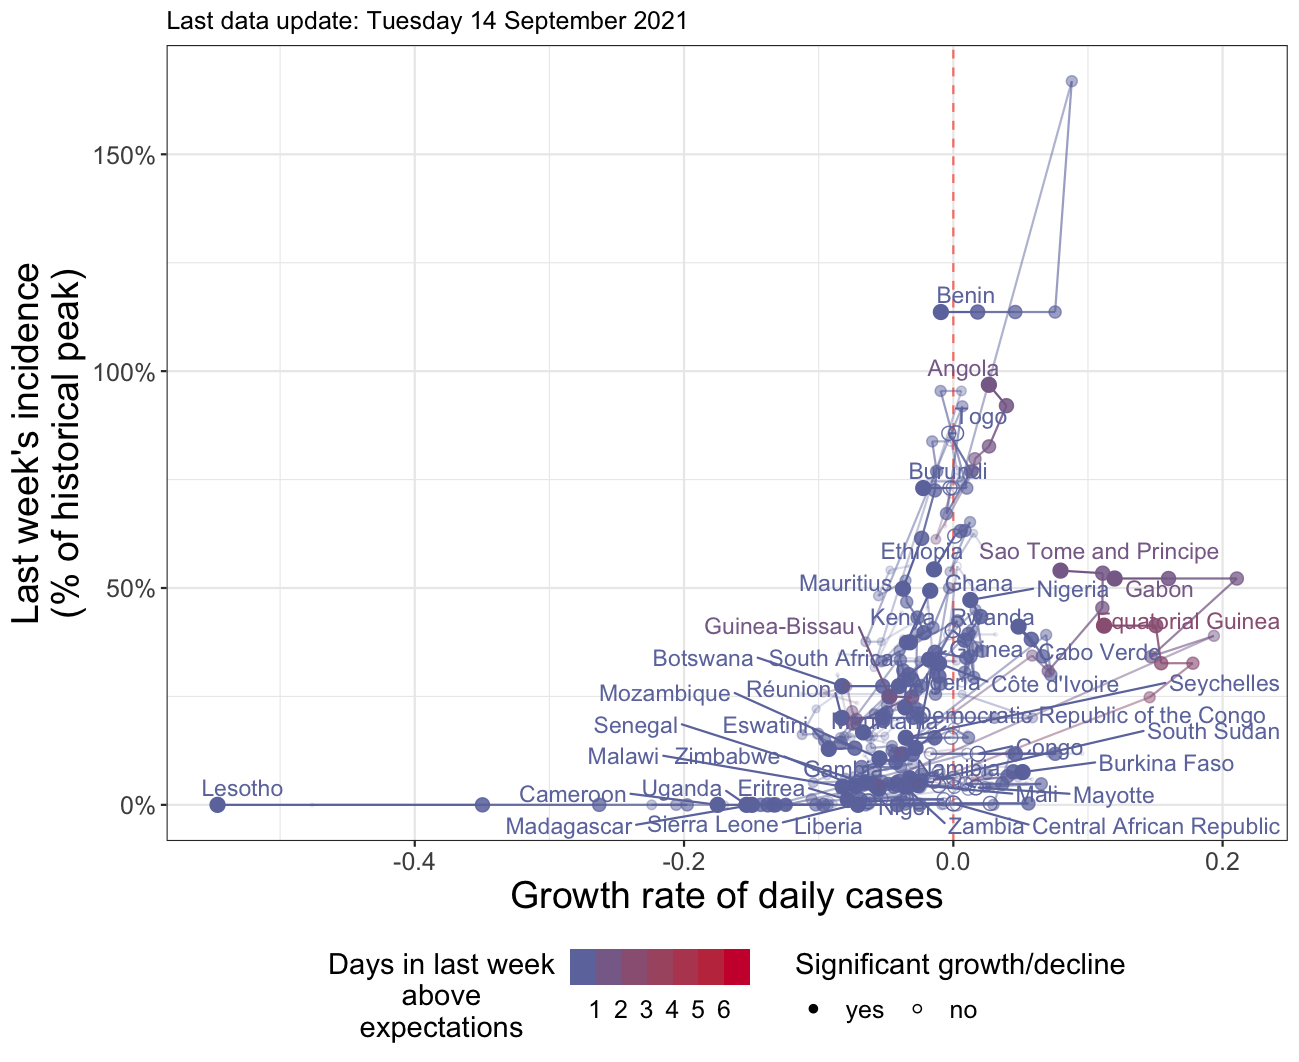 Last data update: Tuesday 14 September 2021
Last week's incidence
(% of historical peak)
150%
100%
50%
0%
Benin
Angola
Togo
Burundi
Ethiopia
Sao Tome and Principe
Mauritius
Ghana
Nigeria
Gabon
Guinea-Bissau
Kenya
Rwanda
Equatorial Guinea
Botswana
South Africa
Guinea
Cabo Verde
Mozambique
Réunion
Algeria
Côte d'Ivoire
Seychelles
Senegal
Eswatini
Mauritania
Democratic Republic of the Congo
South Sudan
Malawi
Zimbabwe
Gambia
Namibia
Congo
Burkina Faso
Lesotho
Cameroon
Uganda
Eritrea
Niger
Mali
Mayotte
Madagascar
Sierra Leone
Liberia
Zambia
Central African Republic
-0.4
-0.2
0.0
0.2
Growth rate of daily cases
Days in last week
above
expectations
1 2 3 4 5 6
Significant growth/decline
yes
no